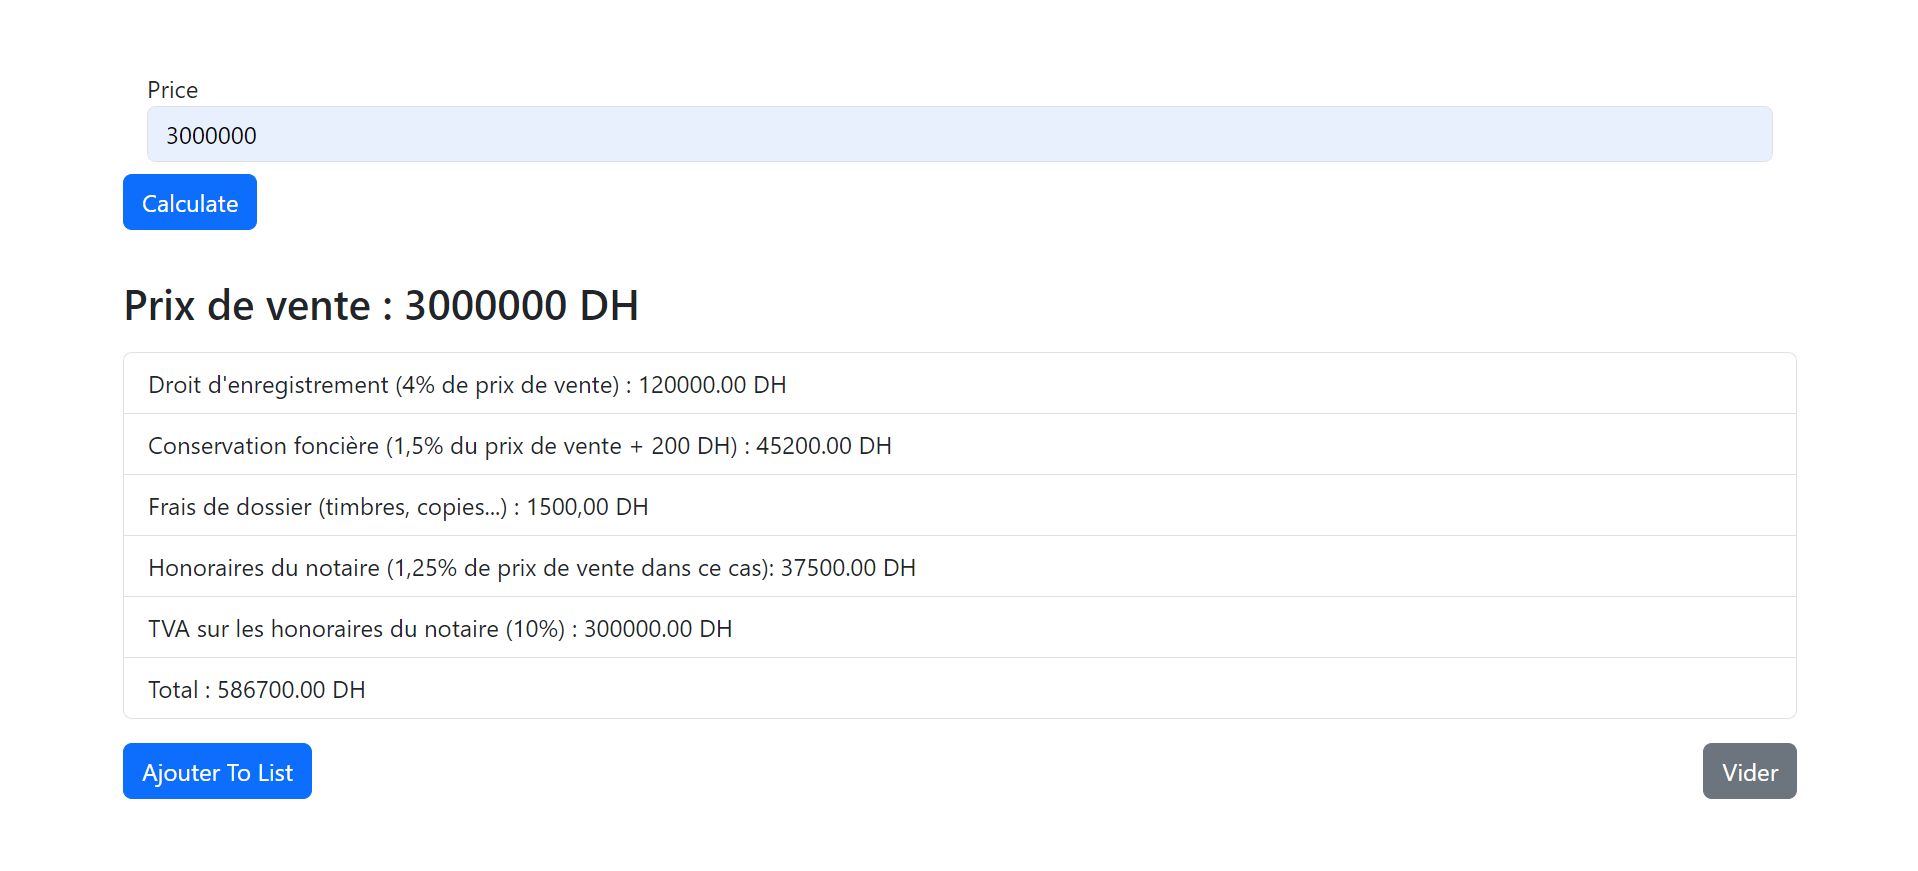 Price
3000000
Calculate
Prix de vente : 3000000 DH
Droit d'enregistrement (4% de prix de vente) : 120000.00 DH
Conservation foncière (1,5% du prix de vente + 200 DH) : 45200.00 DH
Frais de dossier (timbres, copies...) : 1500,00 DH
Honoraires du notaire (1,25% de prix de vente dans ce cas): 37500.00 DH
TVA sur les honoraires du notaire (10%) : 300000.00 DH
Total : 586700.00 DH
Ajouter To List
Vider